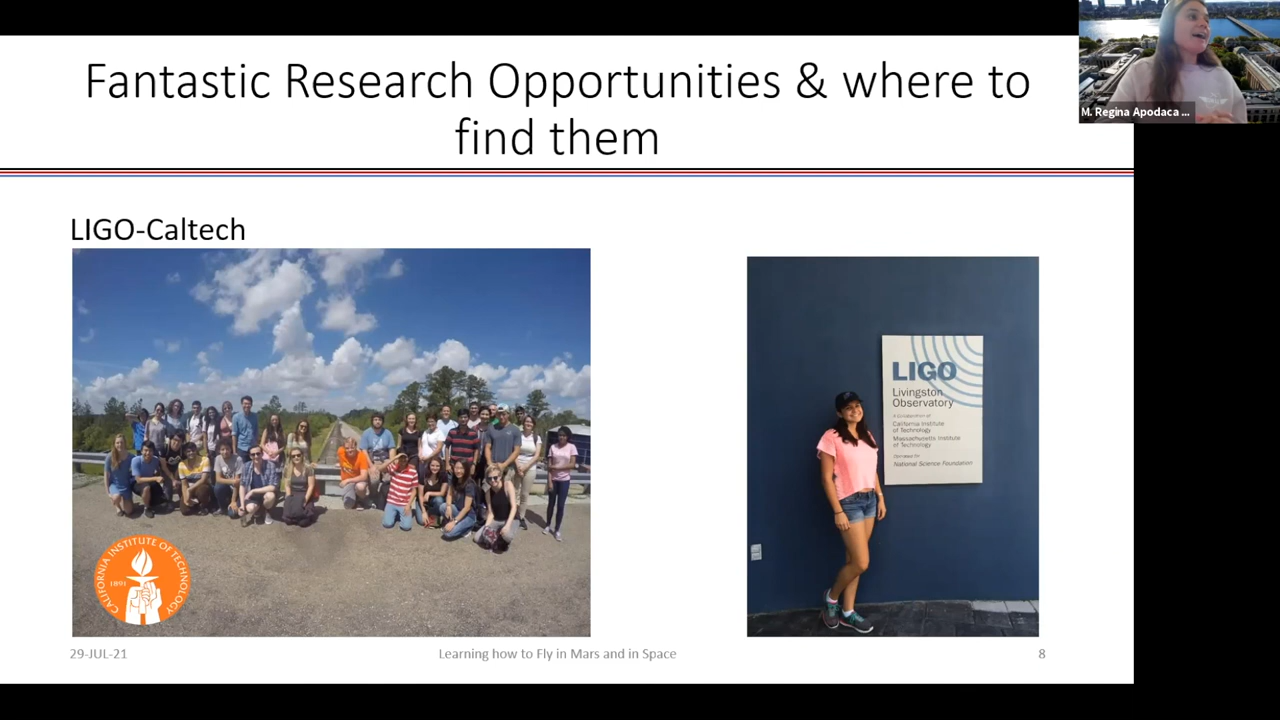 Fantastic Research Opportunities & where to
find them
M. Regina Apodaca ...
LIGO-Caltech
LIGO
Livingston
Observatory
A Collaboration of
California Institute
of Technology
Massachusetts Institute
of Technology
National Science Foundation
CALIFORNIA INSTITUTE OF TECHNOLOGY
1891
29-JUL-21
Learning how to Fly in Mars and in Space
8